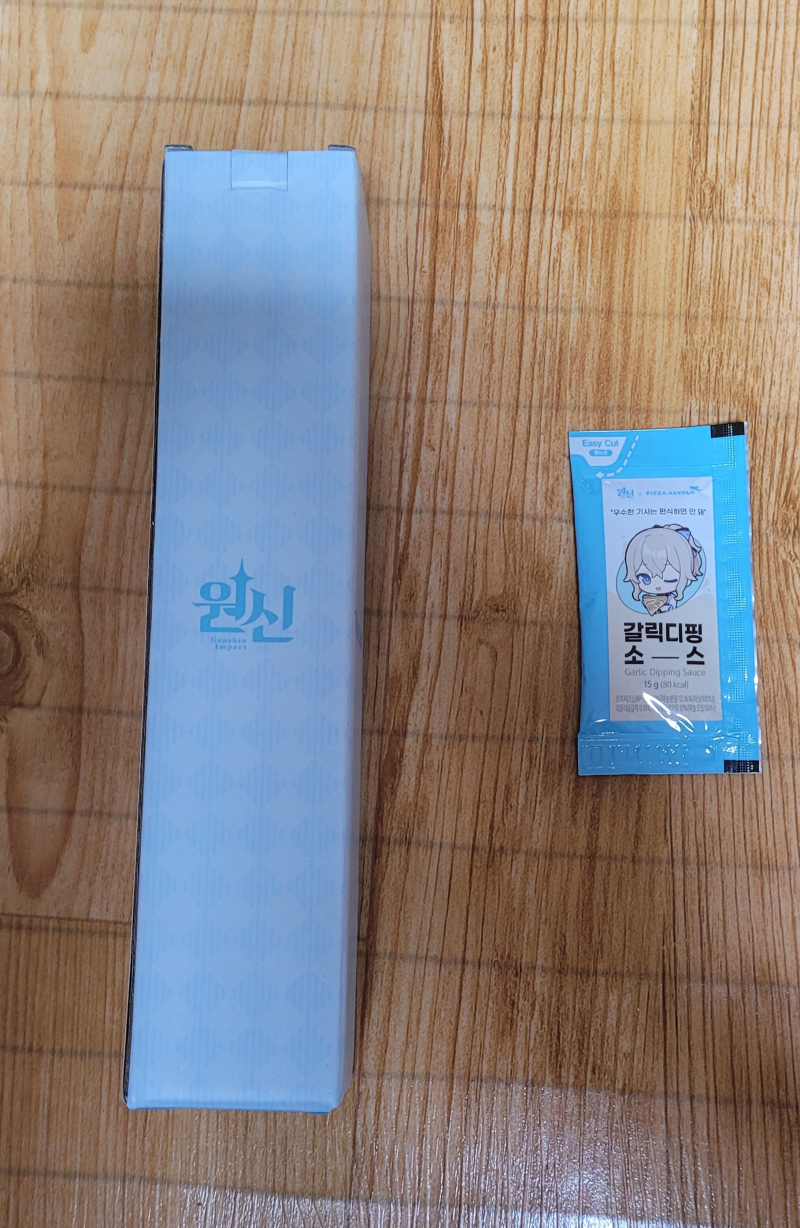 원신
Genshin
Impact
Easy Cut
원신 × PIZZA ALVOLO
"우수한 기사는 편식하면 안 돼"
갈릭디핑
소 — 스
Garlic Dipping Sauce
15 g (80 kcal)